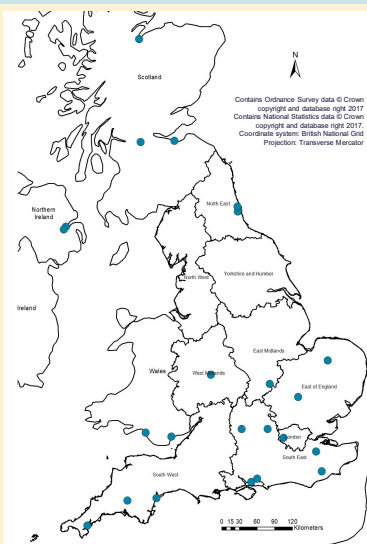 N
Scotland
Contains Ordnance Survey data © Crown
copyright and database right 2017
Contains National Statistics data © Crown
copyright and database right 2017.
Coordinate system: British National Grid
Projection: Transverse Mercator
North East
Northern
Ireland
North West
Yorkshire and Humber
Ireland
East Midlands
Wales
West Midlands
East of England
London
South East
South West
0 15 30 60 90 120
Kilometers